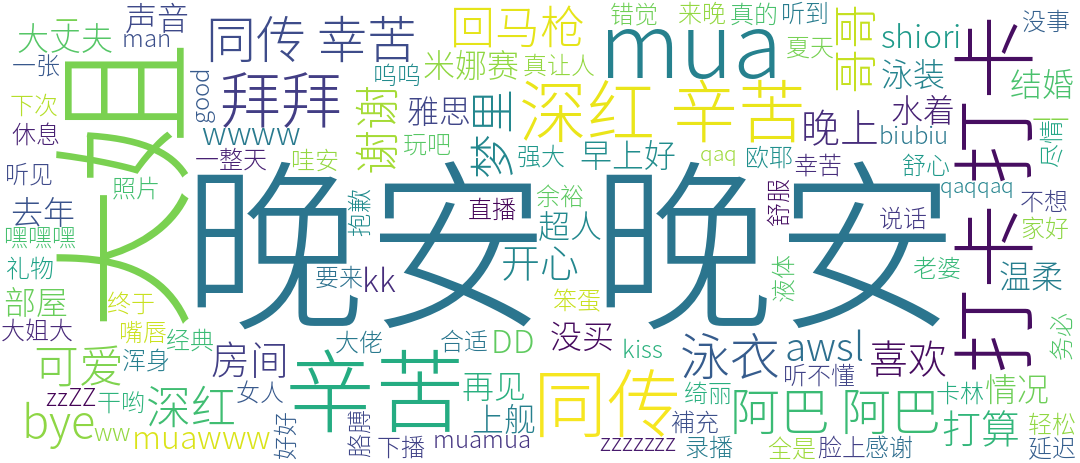 声音
man
大丈夫
一张
下次
休息
听见
good
大姐
同传 辛苦
拜拜
wwww
一整天
呜呜
谢谢
回马枪
米娜赛
真让人
雅思
玩吧
梦里
错觉
来晚
真的
听到
夏天
mua
哥哥
shiori
没事
泳装
结婚
打卡 打卡
水着
深红 辛苦
晚上
biubiu
尽情
强大
早上好
qaq
欧耶
幸苦
舒心
qaqqaq
不想
哇安
照片
去年
嘿嘿嘿
礼物
部屋
终于
大姐大
嘴唇
经典
晚安 晚安
抱歉
直播
余裕
超人
要来
kk
开心
笨蛋
舒服
说话
液体
老婆
家好
温柔
务必
可爱
浑身
房间
大佬
合适
DD
没买
kiss
泳衣
awsl
喜欢
听不懂
绮丽
zzZZ
干哟
深红
女人
辛苦
再见
上舰
同传
阿巴 阿巴
卡林
情况
打算
轻松
延迟
bye
ww
muawww
好好
胳膊
下播
muamua
zzzzzzz
補充
录播
全是
脸上
感谢